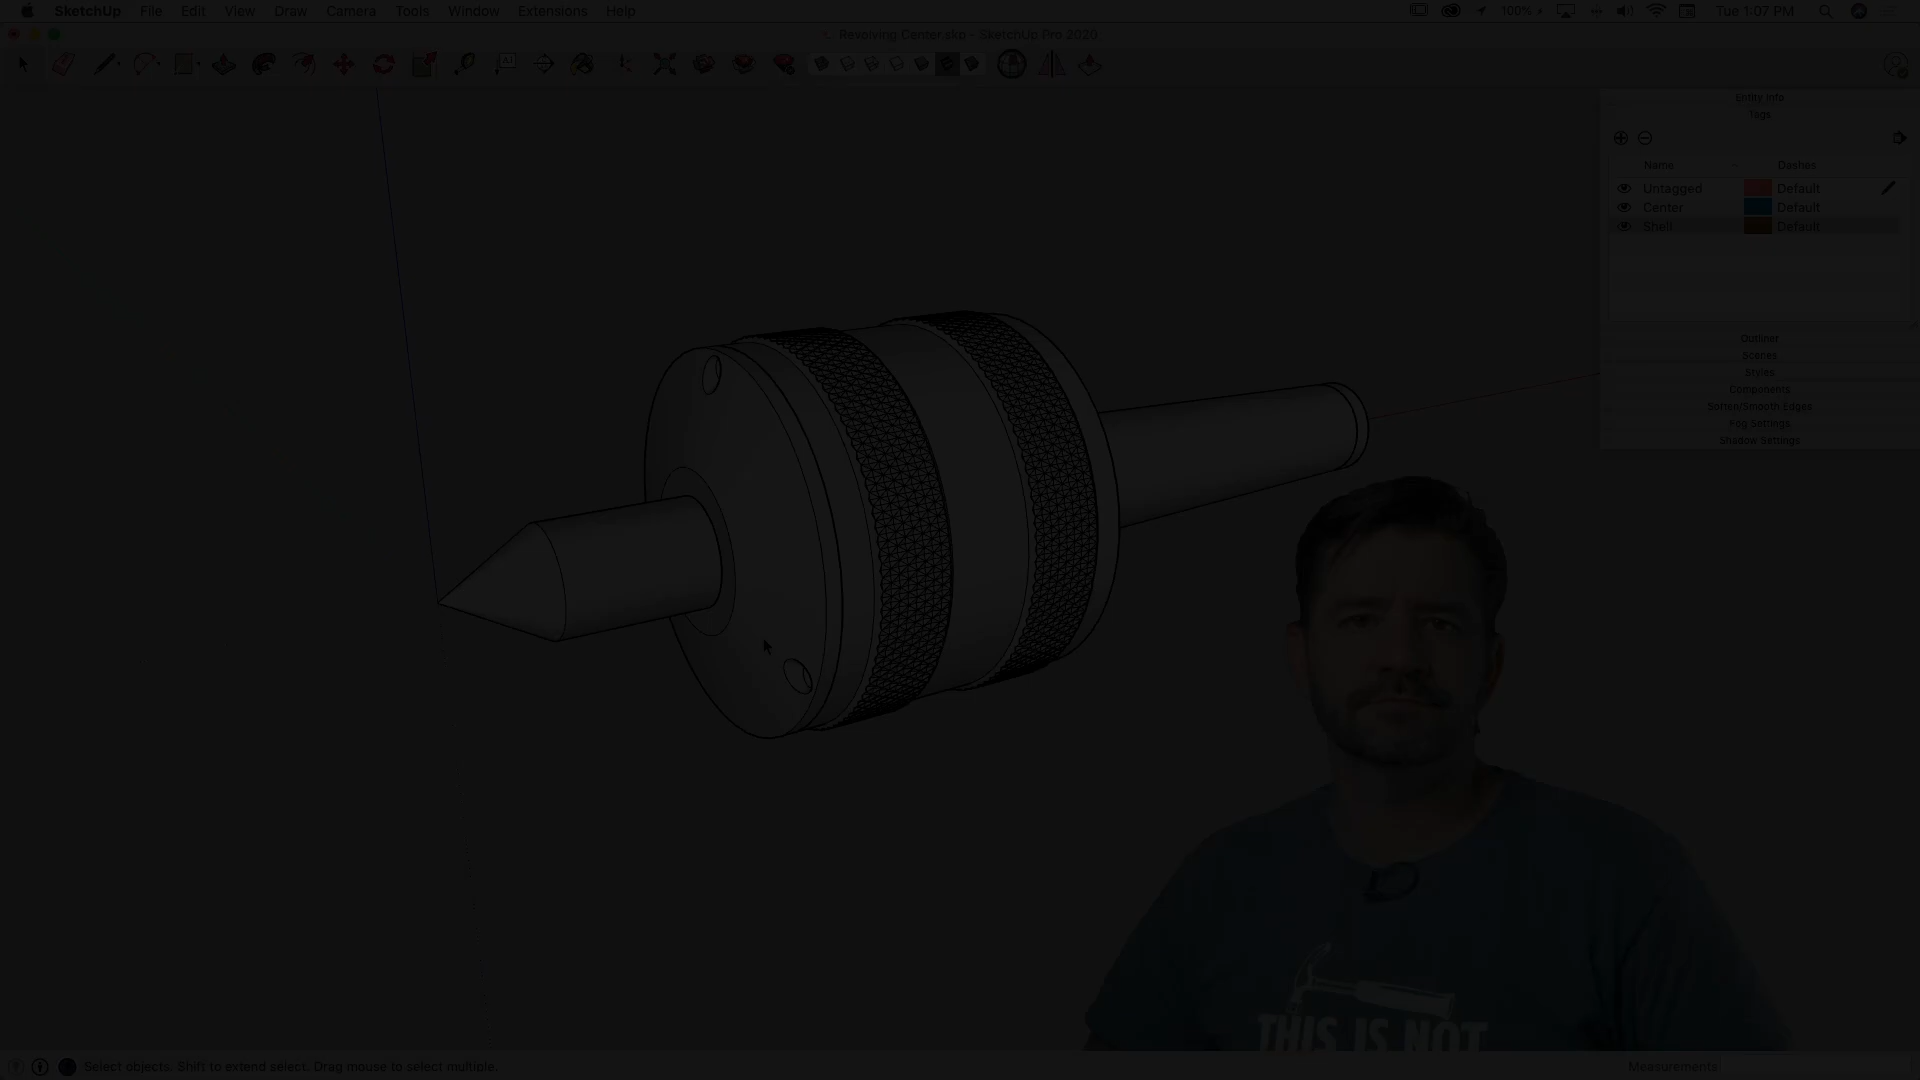 SketchUp File Edit View Draw Camera Tools Window Extensions Help 100% Tue 1:07 PM
Revolving Center.skp - SketchUp Pro 2020
Entity Info
Tags
Name Dashes
Untagged Default
Center Default
Shell Default
Outliner
Scenes
Styles
Components
Soften/Smooth Edges
Fog Settings
Shadow Settings
THIS IS NOT
Select objects. Shift to extend select. Drag mouse to select multiple. Measurements